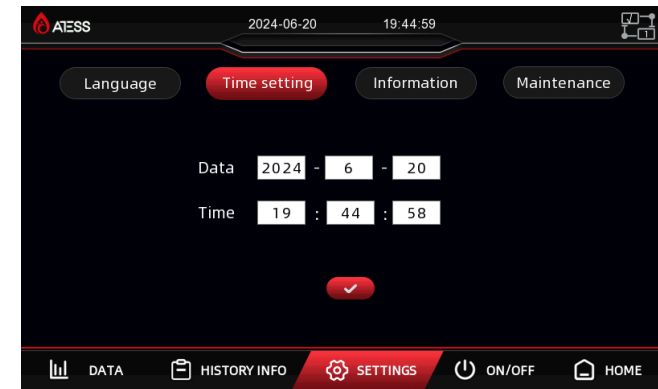 ATESS 2024-06-20 19:44:59
1
Language Time setting Information Maintenance
Data 2024 - 6 - 20
Time 19 : 44 : 58
DATA HISTORY INFO SETTINGS ON/OFF HOME